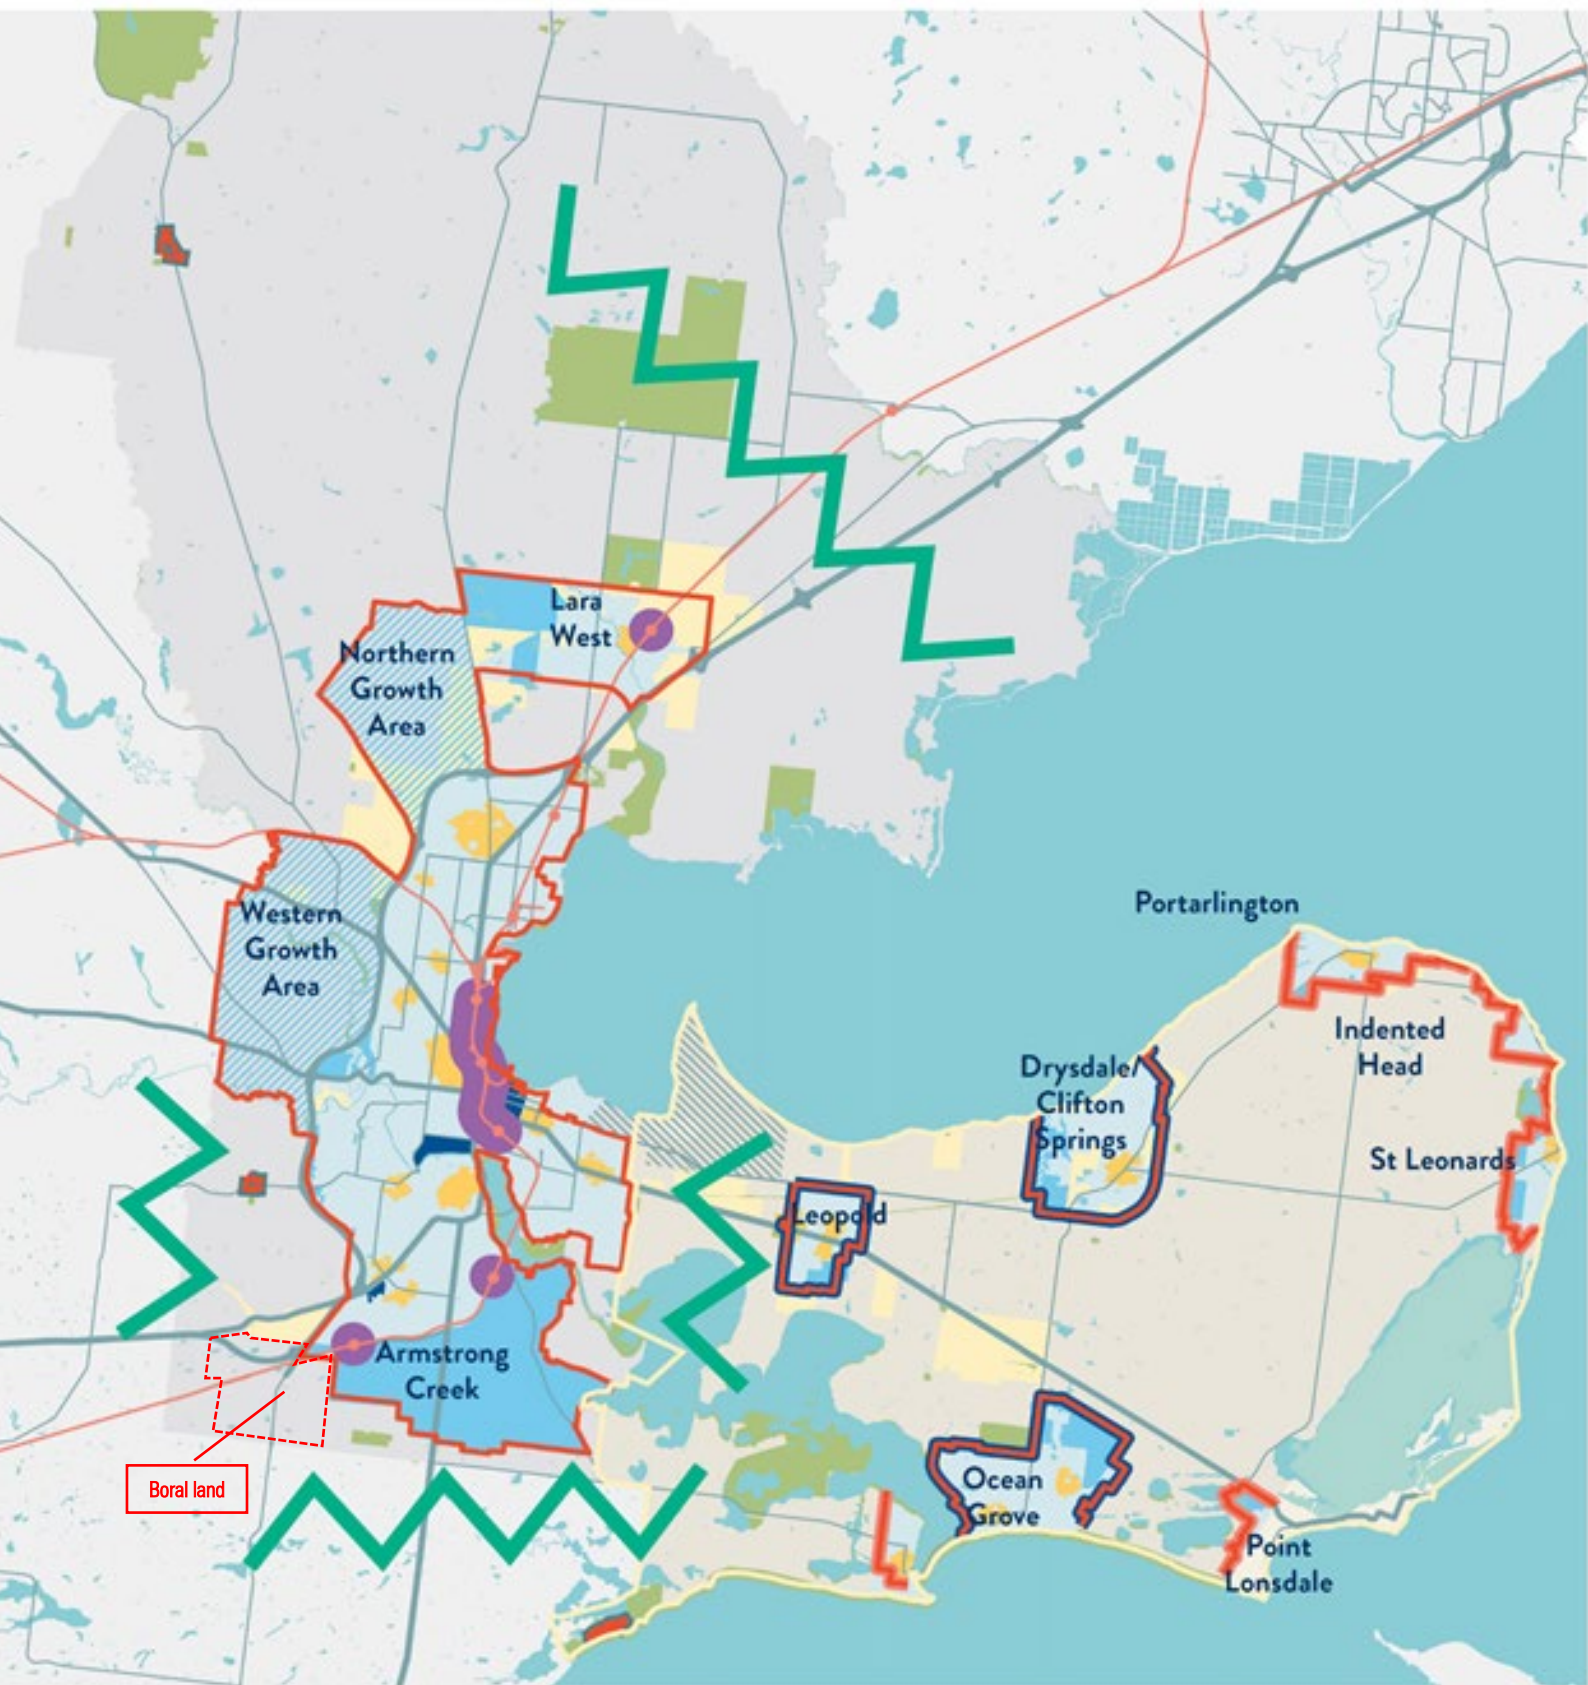 Lara
West
Northern
Growth
Area
Western
Growth
Area
Portarlington
Indented
Head
Drysdale/
Clifton
Springs
St Leonards
Leopold
Armstrong
Creek
Boral land
Ocean
Grove
Point
Lonsdale